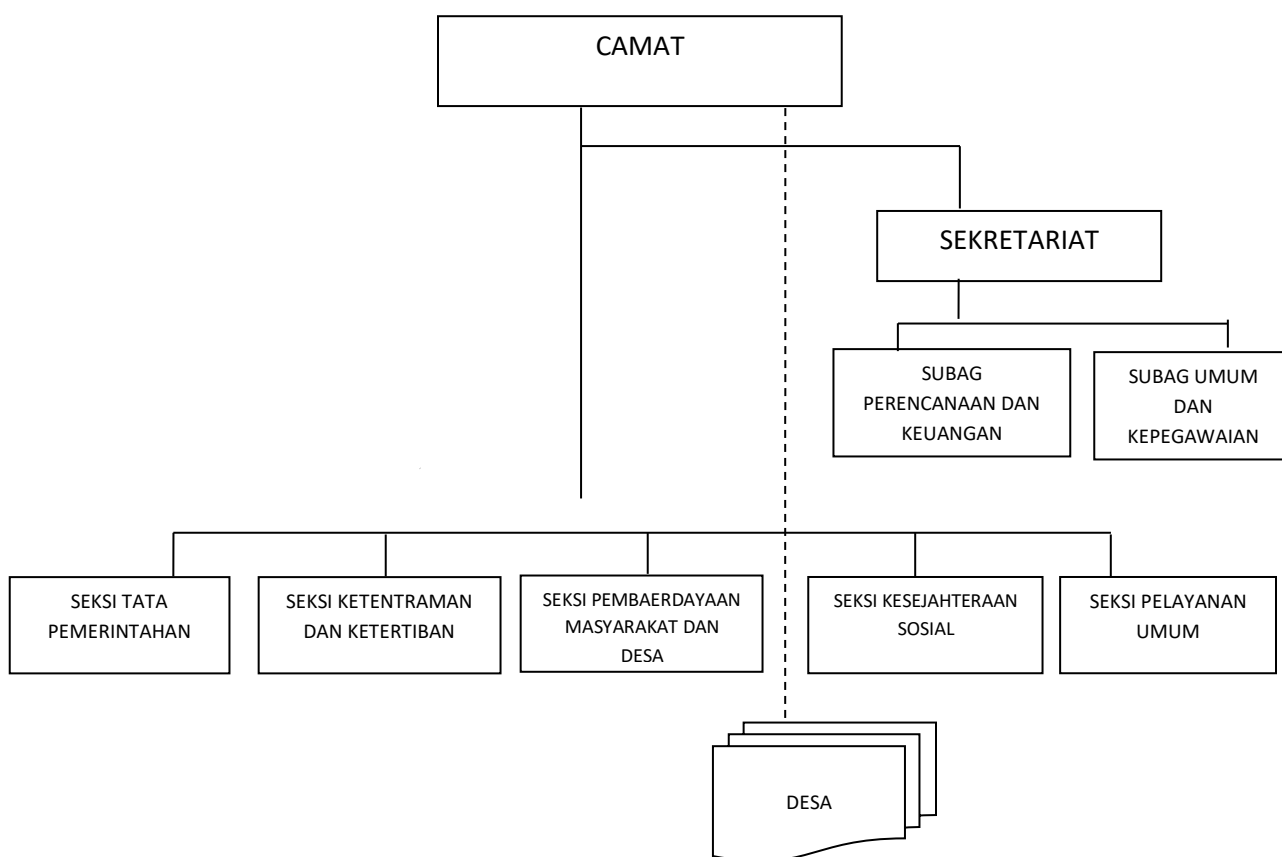 CAMAT
SEKRETARIAT
SUBAG
PERENCANAAN DAN
KEUANGAN
SUBAG UMUM
DAN
KEPEGAWAIAN
SEKSI TATA
PEMERINTAHAN
SEKSI KETENTRAMAN
DAN KETERTIBAN
SEKSI PEMBAERDAYAAN
MASYARAKAT DAN
DESA
SEKSI KESEJAHTERAAN
SOSIAL
SEKSI PELAYANAN
UMUM
DESA